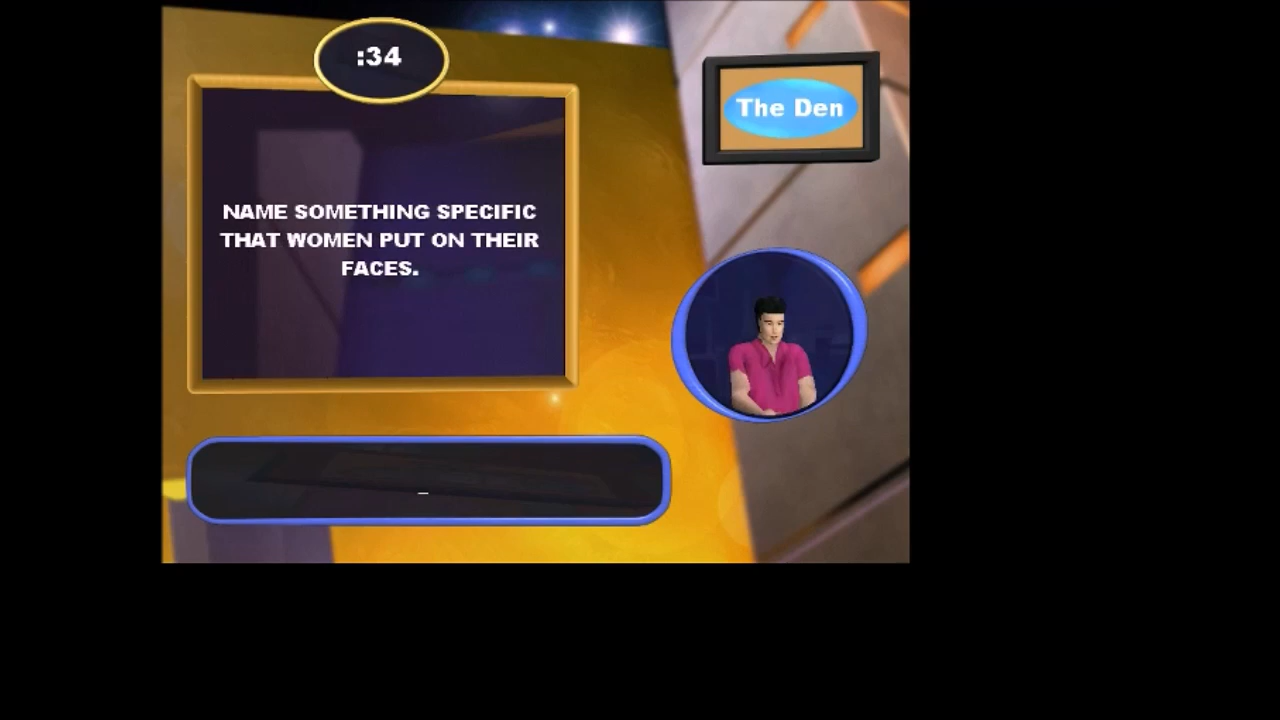 :34
The Den
NAME SOMETHING SPECIFIC
THAT WOMEN PUT ON THEIR
FACES.
_